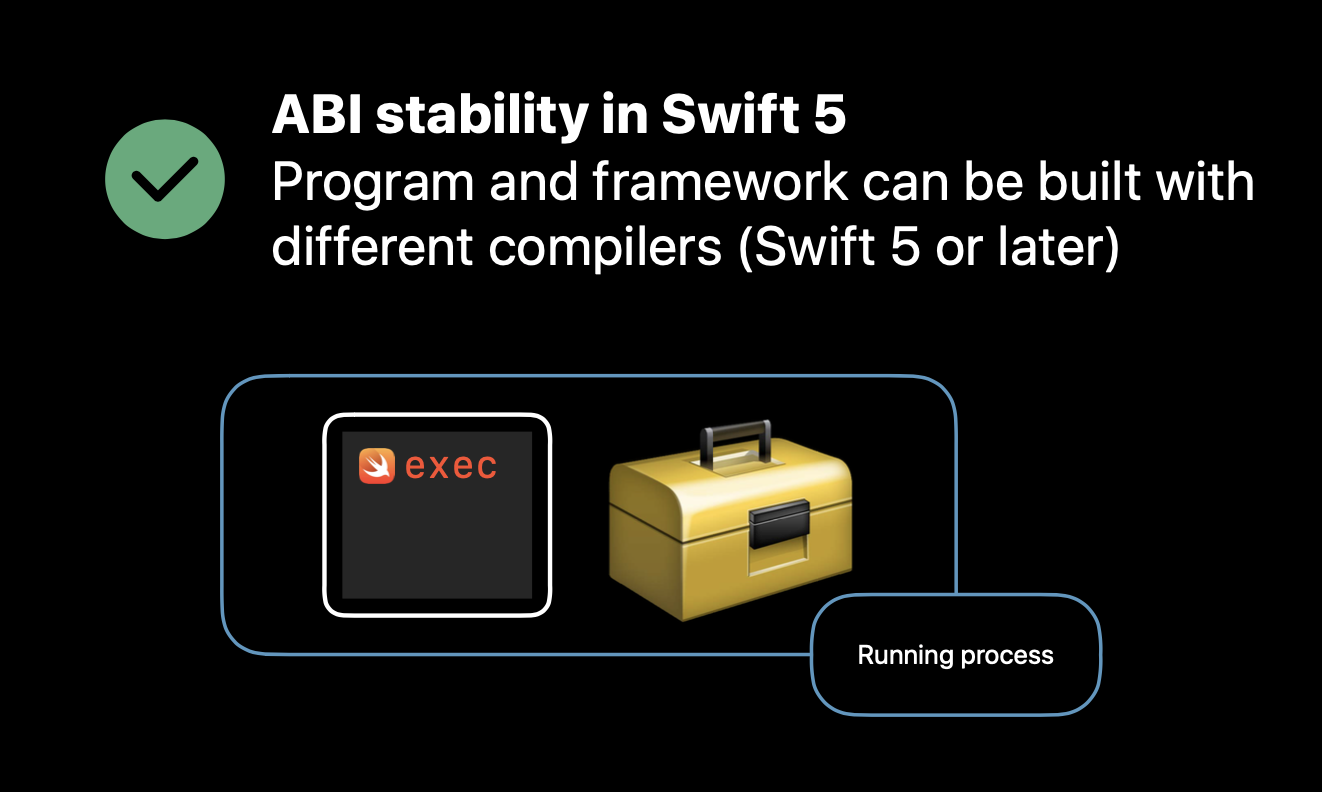 ABI stability in Swift 5
Program and framework can be built with
different compilers (Swift 5 or later)
exec
Running process